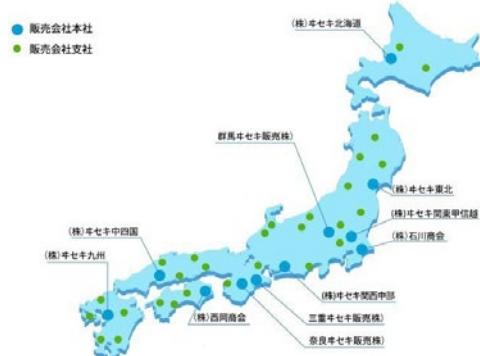 販売会社本社
販売会社支社
(株)ヰセキ北海道
群馬ヰセキ販売(株)
(株)ヰセキ東北
(株)ヰセキ関東甲信越
(株)石川商会
(株)ヰセキ中四国
(株)ヰセキ九州
(株)ヰセキ関西中部
(株)西岡商会
三重ヰセキ販売(株)
奈良ヰセキ販売(株)